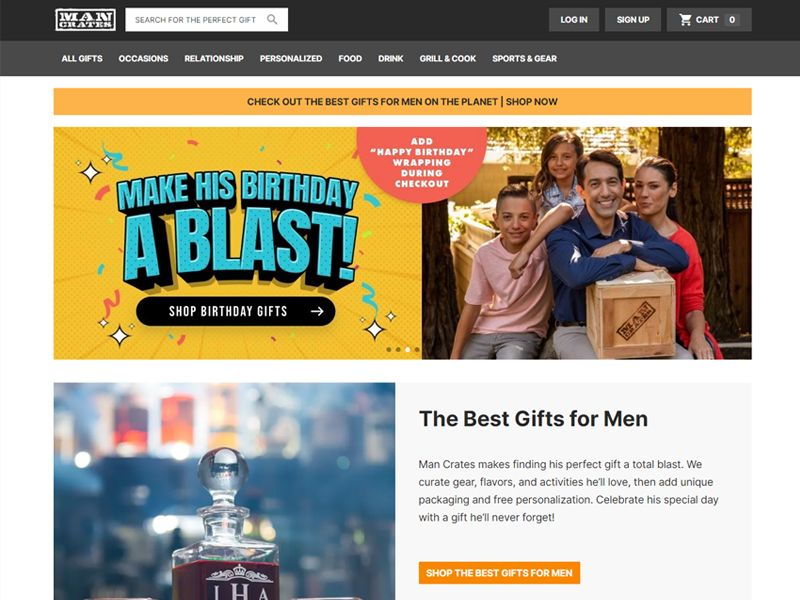 MAN
CRATES
SEARCH FOR THE PERFECT GIFT
LOG IN
SIGN UP
CART 0
ALL GIFTS OCCASIONS RELATIONSHIP PERSONALIZED FOOD DRINK GRILL & COOK SPORTS & GEAR
CHECK OUT THE BEST GIFTS FOR MEN ON THE PLANET | SHOP NOW
ADD
“HAPPY BIRTHDAY”
WRAPPING
DURING
CHECKOUT
MAKE HIS BIRTHDAY
A BLAST!
SHOP BIRTHDAY GIFTS
MAN
CRATES
The Best Gifts for Men
Man Crates makes finding his perfect gift a total blast. We
curate gear, flavors, and activities he’ll love, then add unique
packaging and free personalization. Celebrate his special day
with a gift he’ll never forget!
SHOP THE BEST GIFTS FOR MEN
LHA